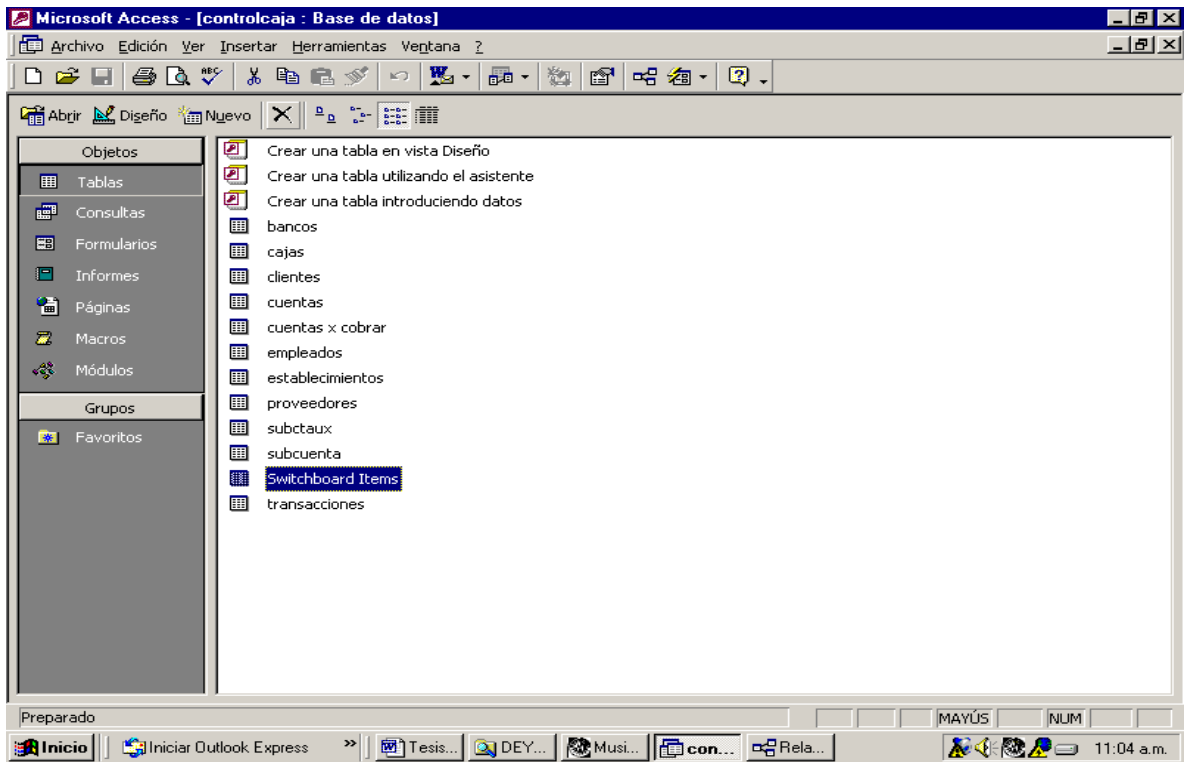 Microsoft Access - [controlcaja : Base de datos]
Archivo Edición Ver Insertar Herramientas Ventana ?
Abrir Diseño Nuevo
Objetos
Tablas
Consultas
Formularios
Informes
Páginas
Macros
Módulos
Grupos
Favoritos
Crear una tabla en vista Diseño
Crear una tabla utilizando el asistente
Crear una tabla introduciendo datos
bancos
cajas
clientes
cuentas
cuentas x cobrar
empleados
establecimientos
proveedores
subctaux
subcuenta
Switchboard Items
transacciones
Preparado MAYÚS NUM
Inicio Iniciar Outlook Express » Tesis... DEY... Musi... con... Rela... 11:04 a.m.